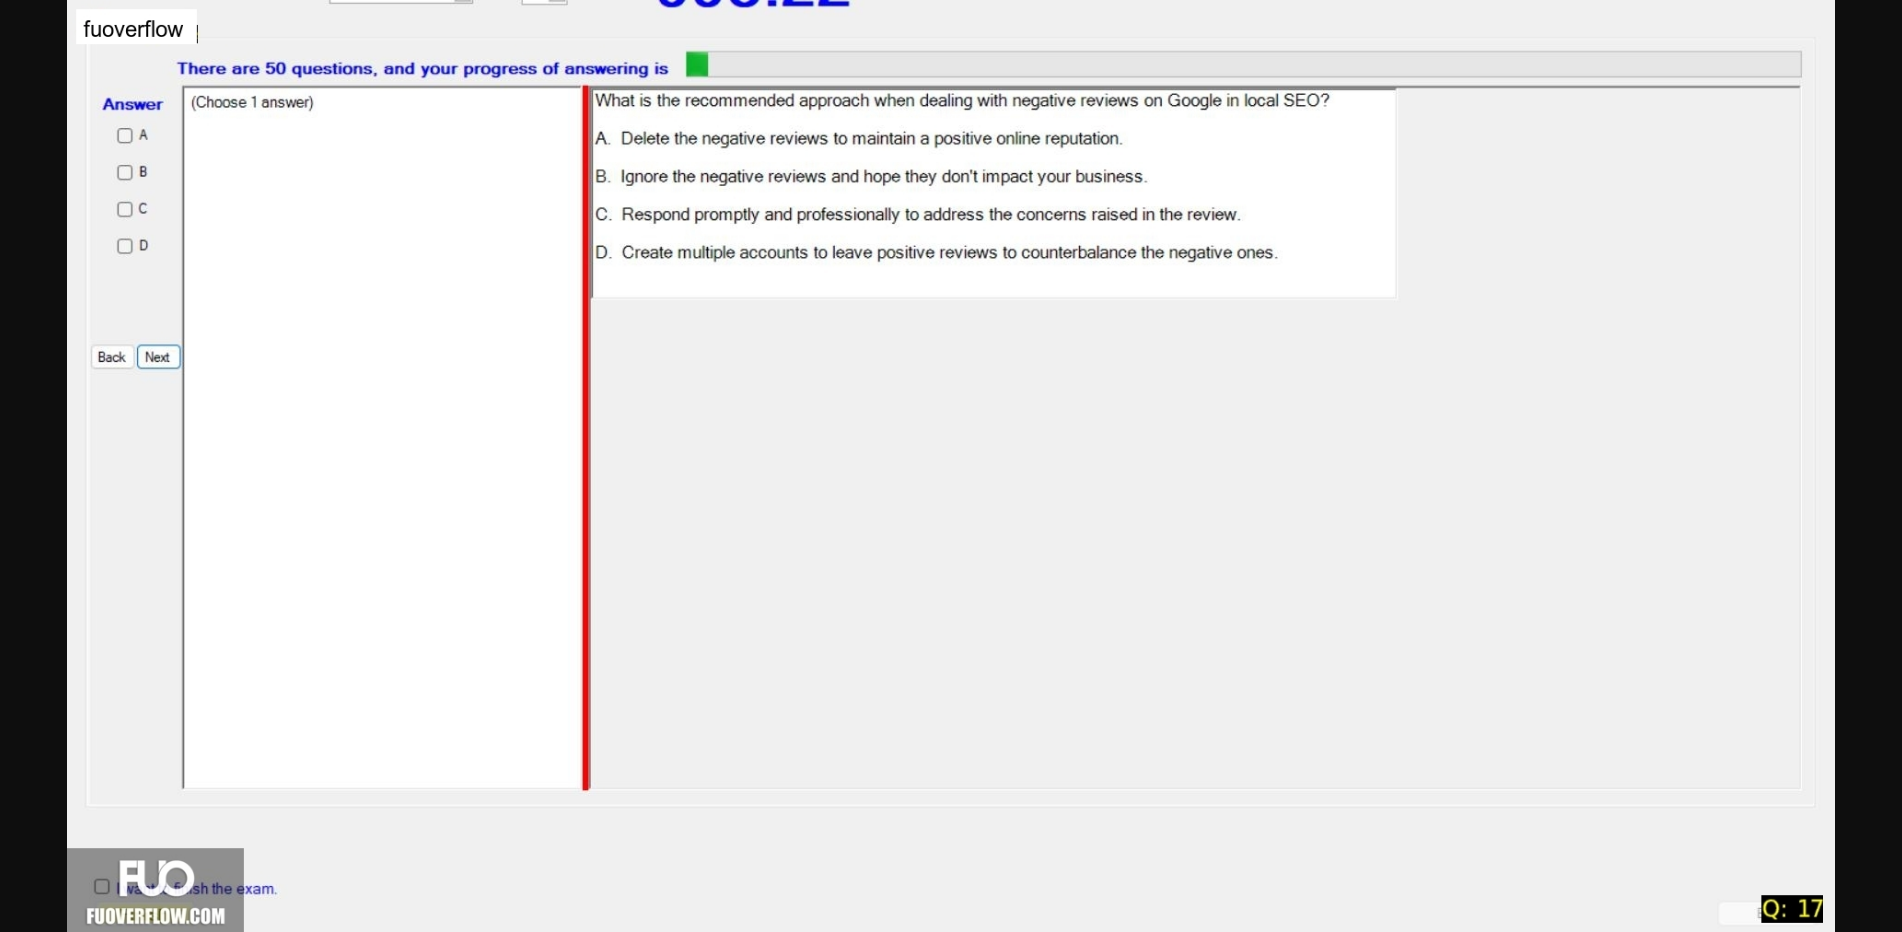 fuoverflow
There are 50 questions, and your progress of answering is
Answer
(Choose 1 answer)
A
B
C
D
Back Next
What is the recommended approach when dealing with negative reviews on Google in local SEO?
A. Delete the negative reviews to maintain a positive online reputation.
B. Ignore the negative reviews and hope they don't impact your business.
C. Respond promptly and professionally to address the concerns raised in the review.
D. Create multiple accounts to leave positive reviews to counterbalance the negative ones.
FUO
the exam.
FUOVERFLOW.COM
Q: 17